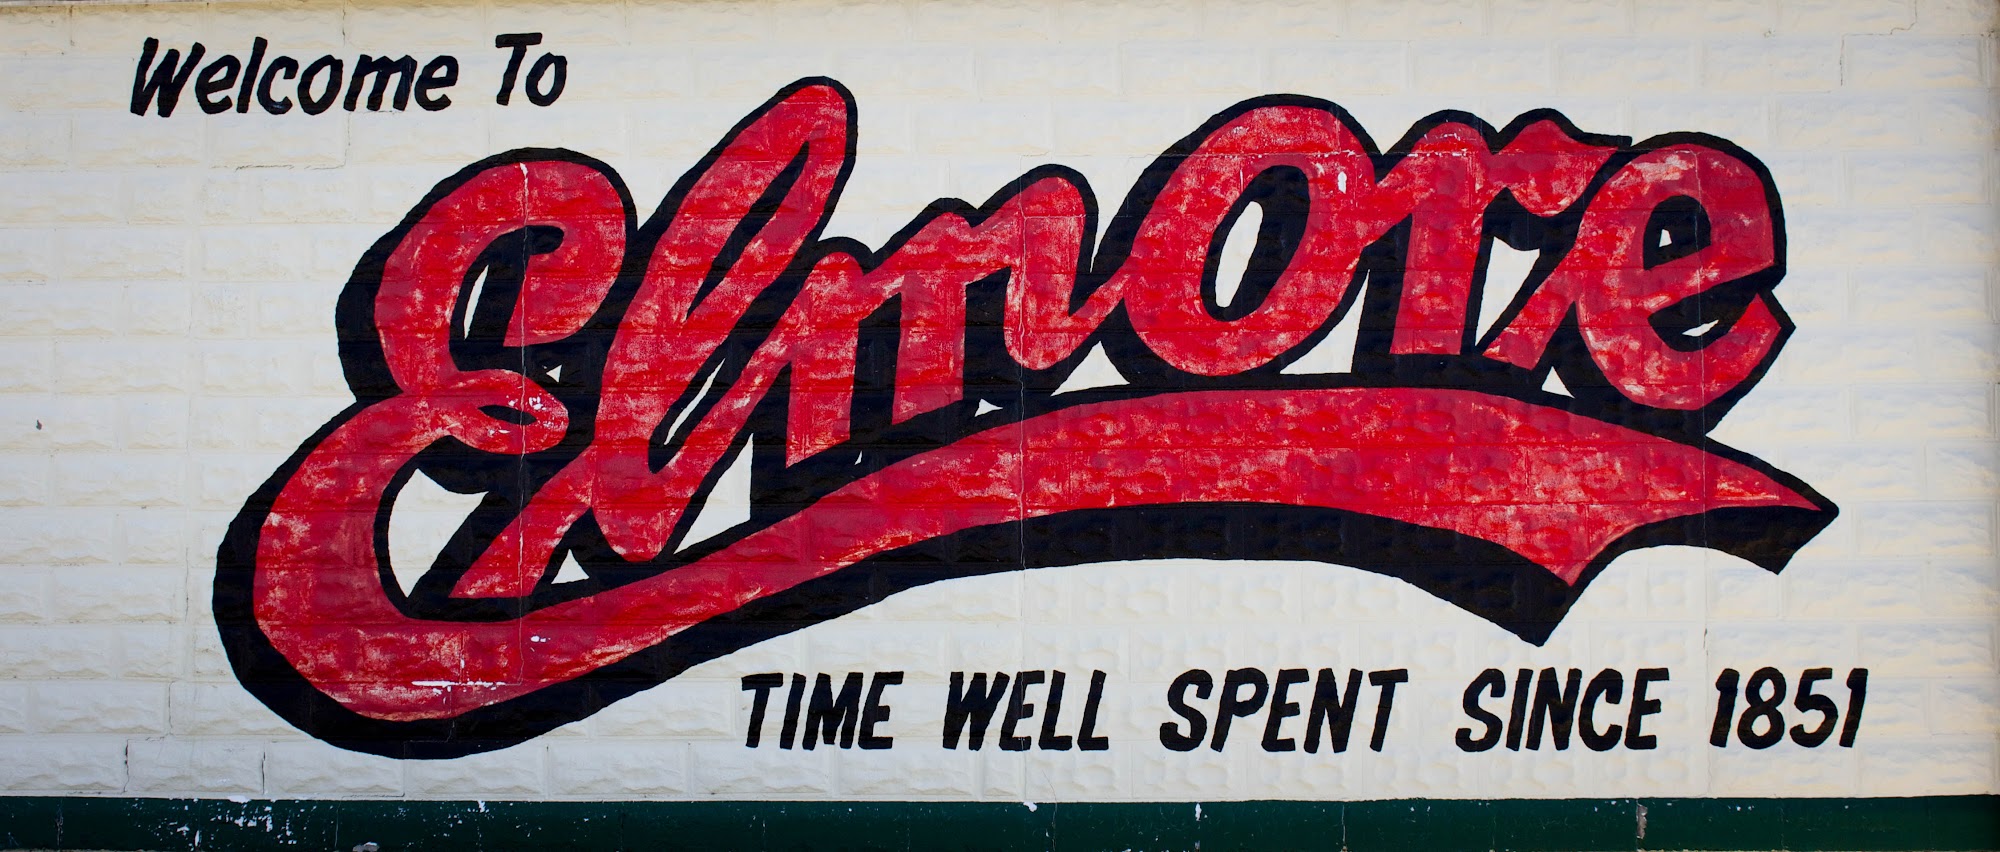 Welcome To
Elmore
TIME WELL SPENT SINCE 1851